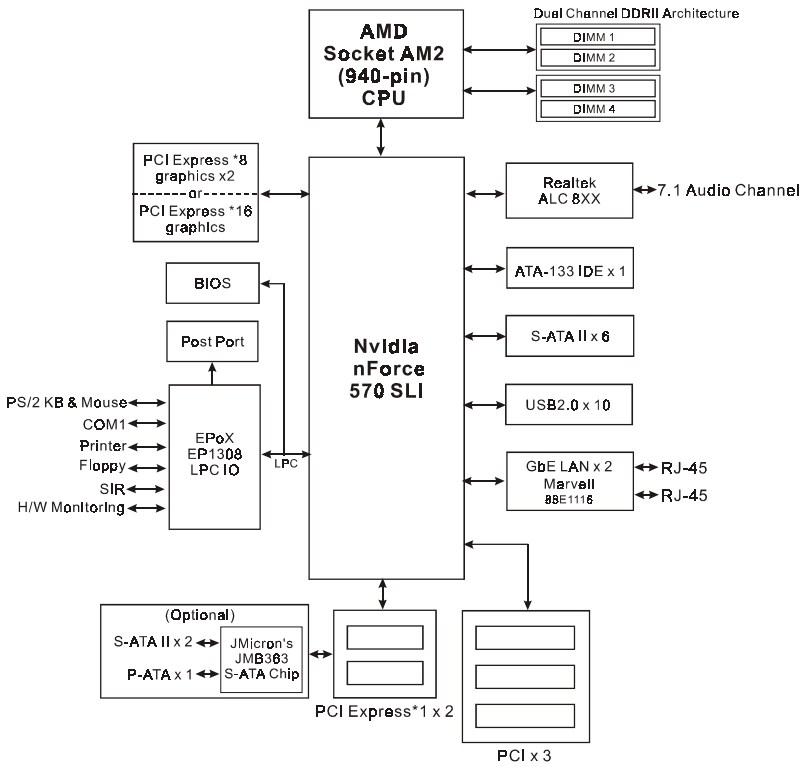 Dual Channel DDRII Architecture
AMD
Socket AM2
(940-pin)
CPU
DIMM 1
DIMM 2
DIMM 3
DIMM 4
PCI Express *8
graphics x2
or
PCI Express *16
graphics
Realtek
ALC 8XX
7.1 Audio Channel
BIOS
ATA-133 IDE x 1
Post Port
Nvidia
nForce
570 SLI
S-ATA II x 6
PS/2 KB & Mouse
COM1
Printer
Floppy
SIR
H/W Monitoring
EPoX
EP1308
LPC IO
LPC
USB2.0 x 10
GbE LAN x 2
Marvell
88E1116
RJ-45
RJ-45
(Optional)
S-ATA II x 2
P-ATA x 1
JMicron's
JMB363
S-ATA Chip
PCI Express*1 x 2
PCI x 3